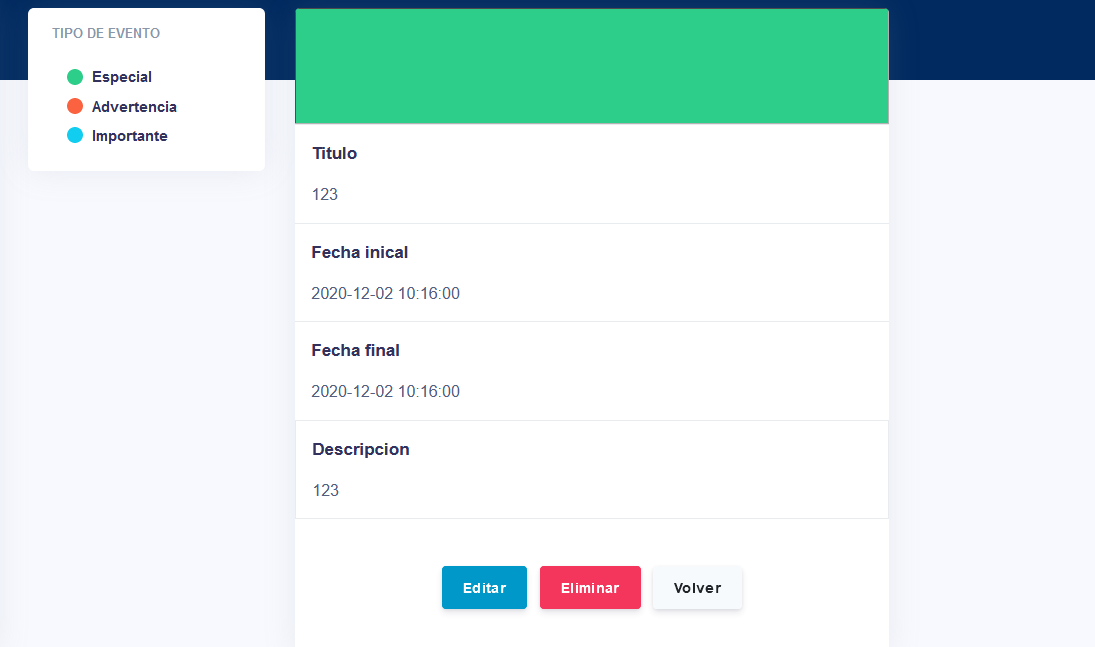 TIPO DE EVENTO
Especial
Advertencia
Importante
Titulo
123
Fecha inical
2020-12-02 10:16:00
Fecha final
2020-12-02 10:16:00
Descripcion
123
Editar
Eliminar
Volver